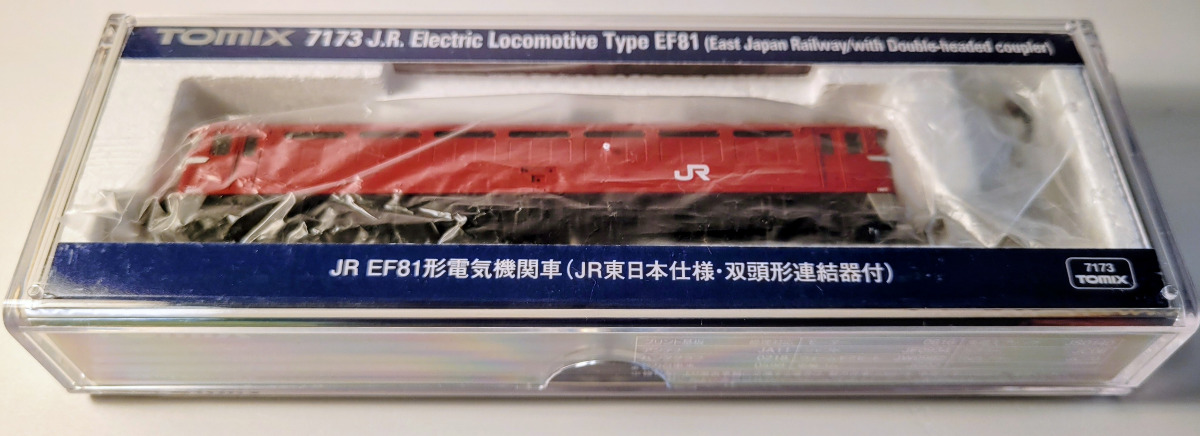 TOMIX 7173 J.R. Electric Locomotive Type EF81 (East Japan Railway/with Double-headed coupler)
JR
JR EF81形電気機関車(JR東日本仕様・双頭形連結器付)
7173
TOMIX